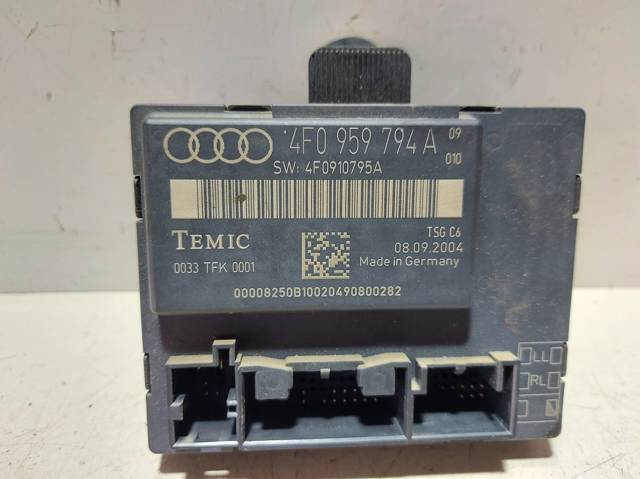 4F0 959 794 A 09
010
SW: 4F0910795A
TEMIC
TSG C6
08.09.2004
0033 TFK 0001
Made in Germany
00008250B10020490800282
LL
RL